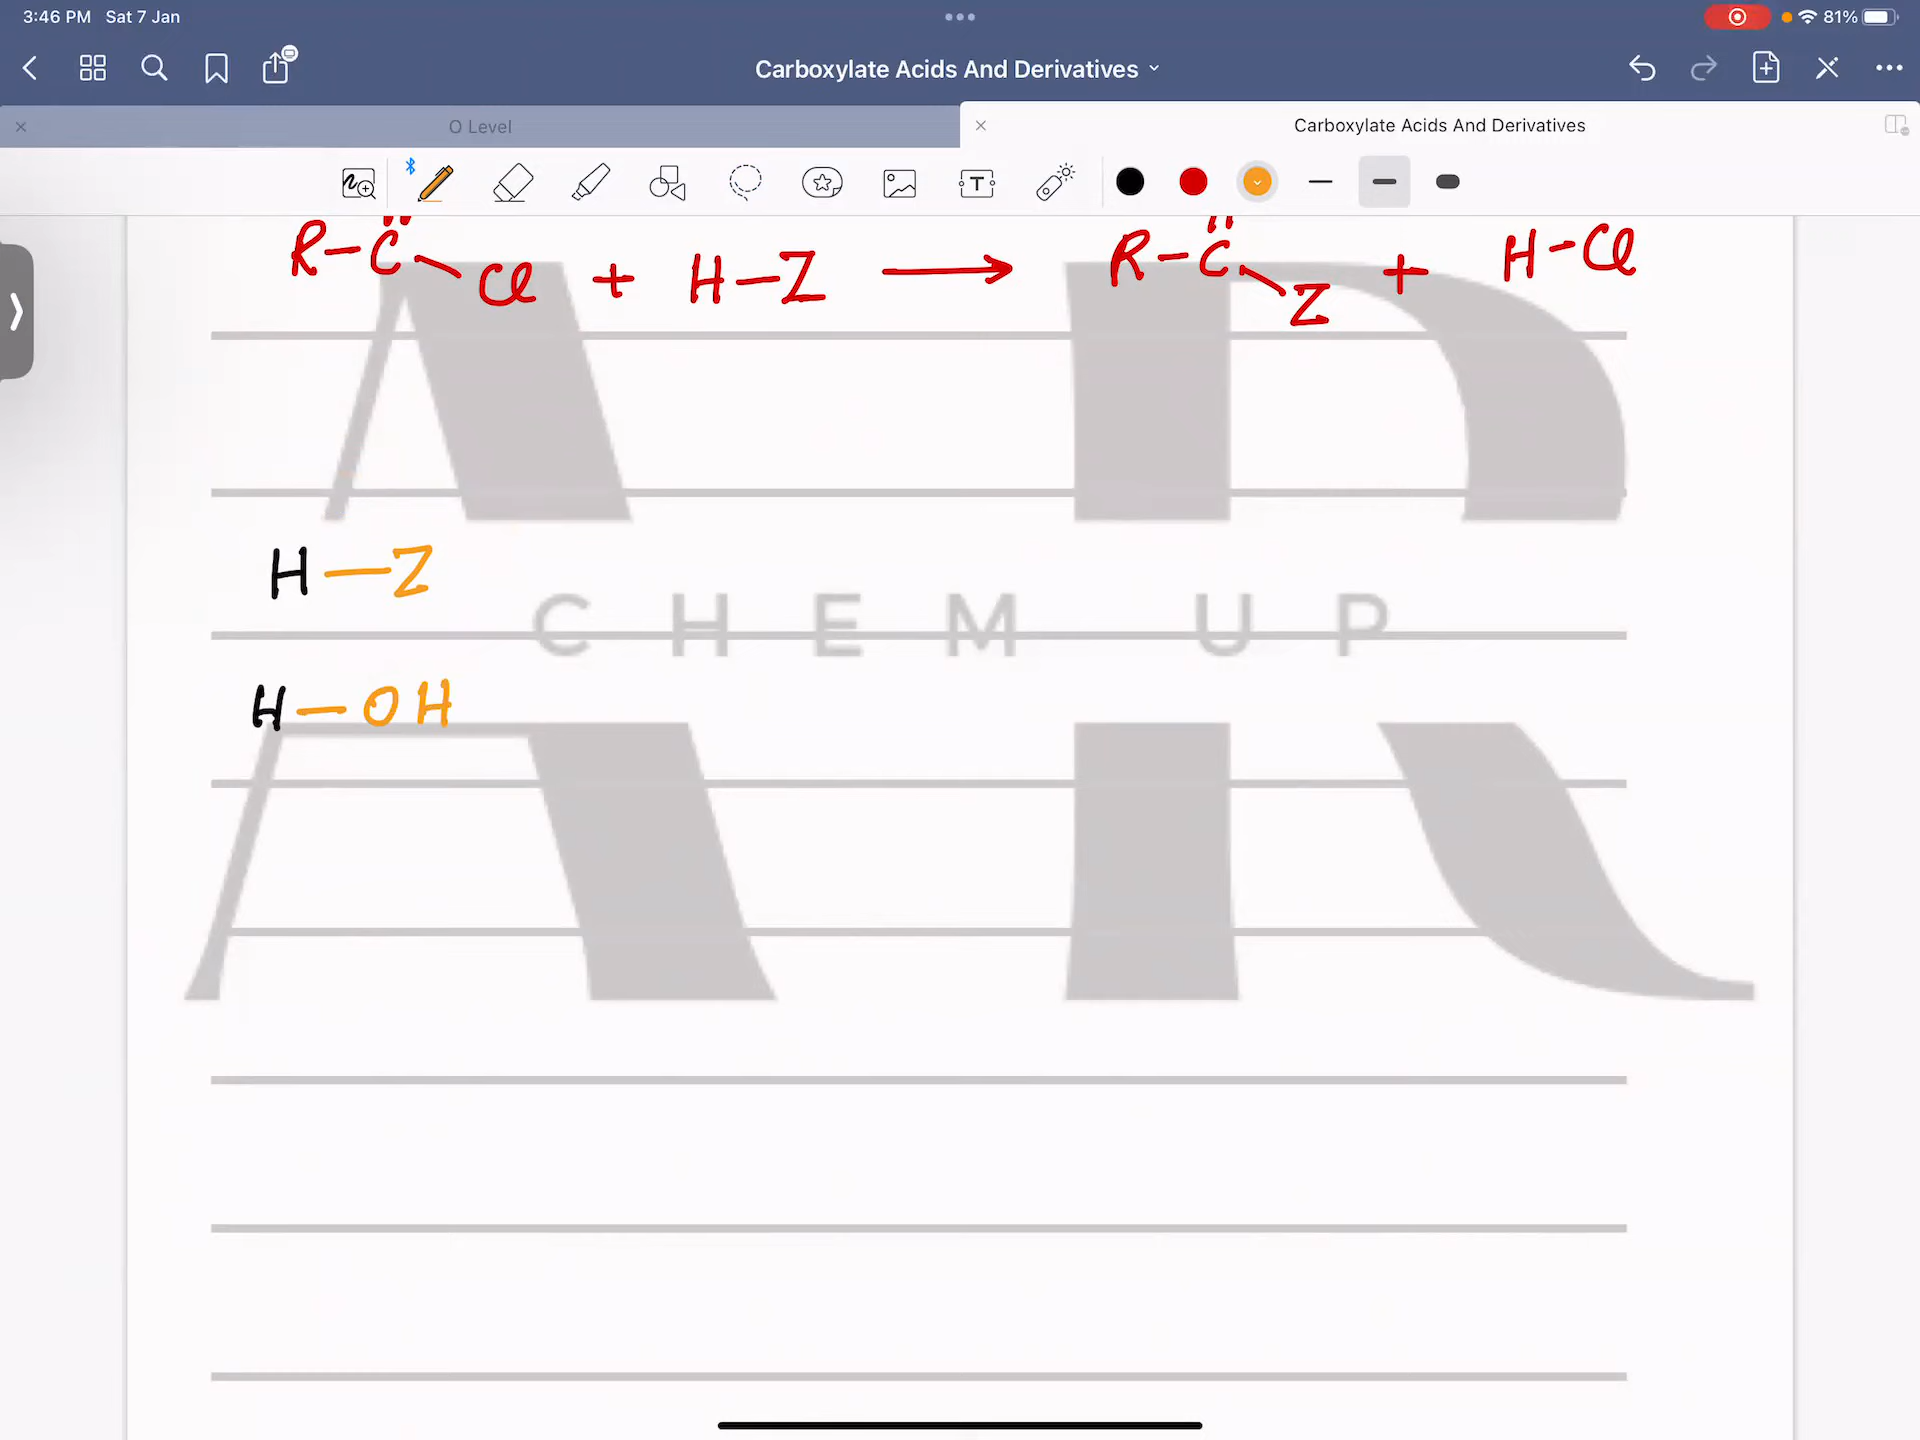 3:46 PM Sat 7 Jan
81%
Carboxylate Acids And Derivatives
O Level
Carboxylate Acids And Derivatives
T
R-C-Cl + H-Z → R-C-Z + H-Cl
H-Z
CHEM UP
H-OH
A R